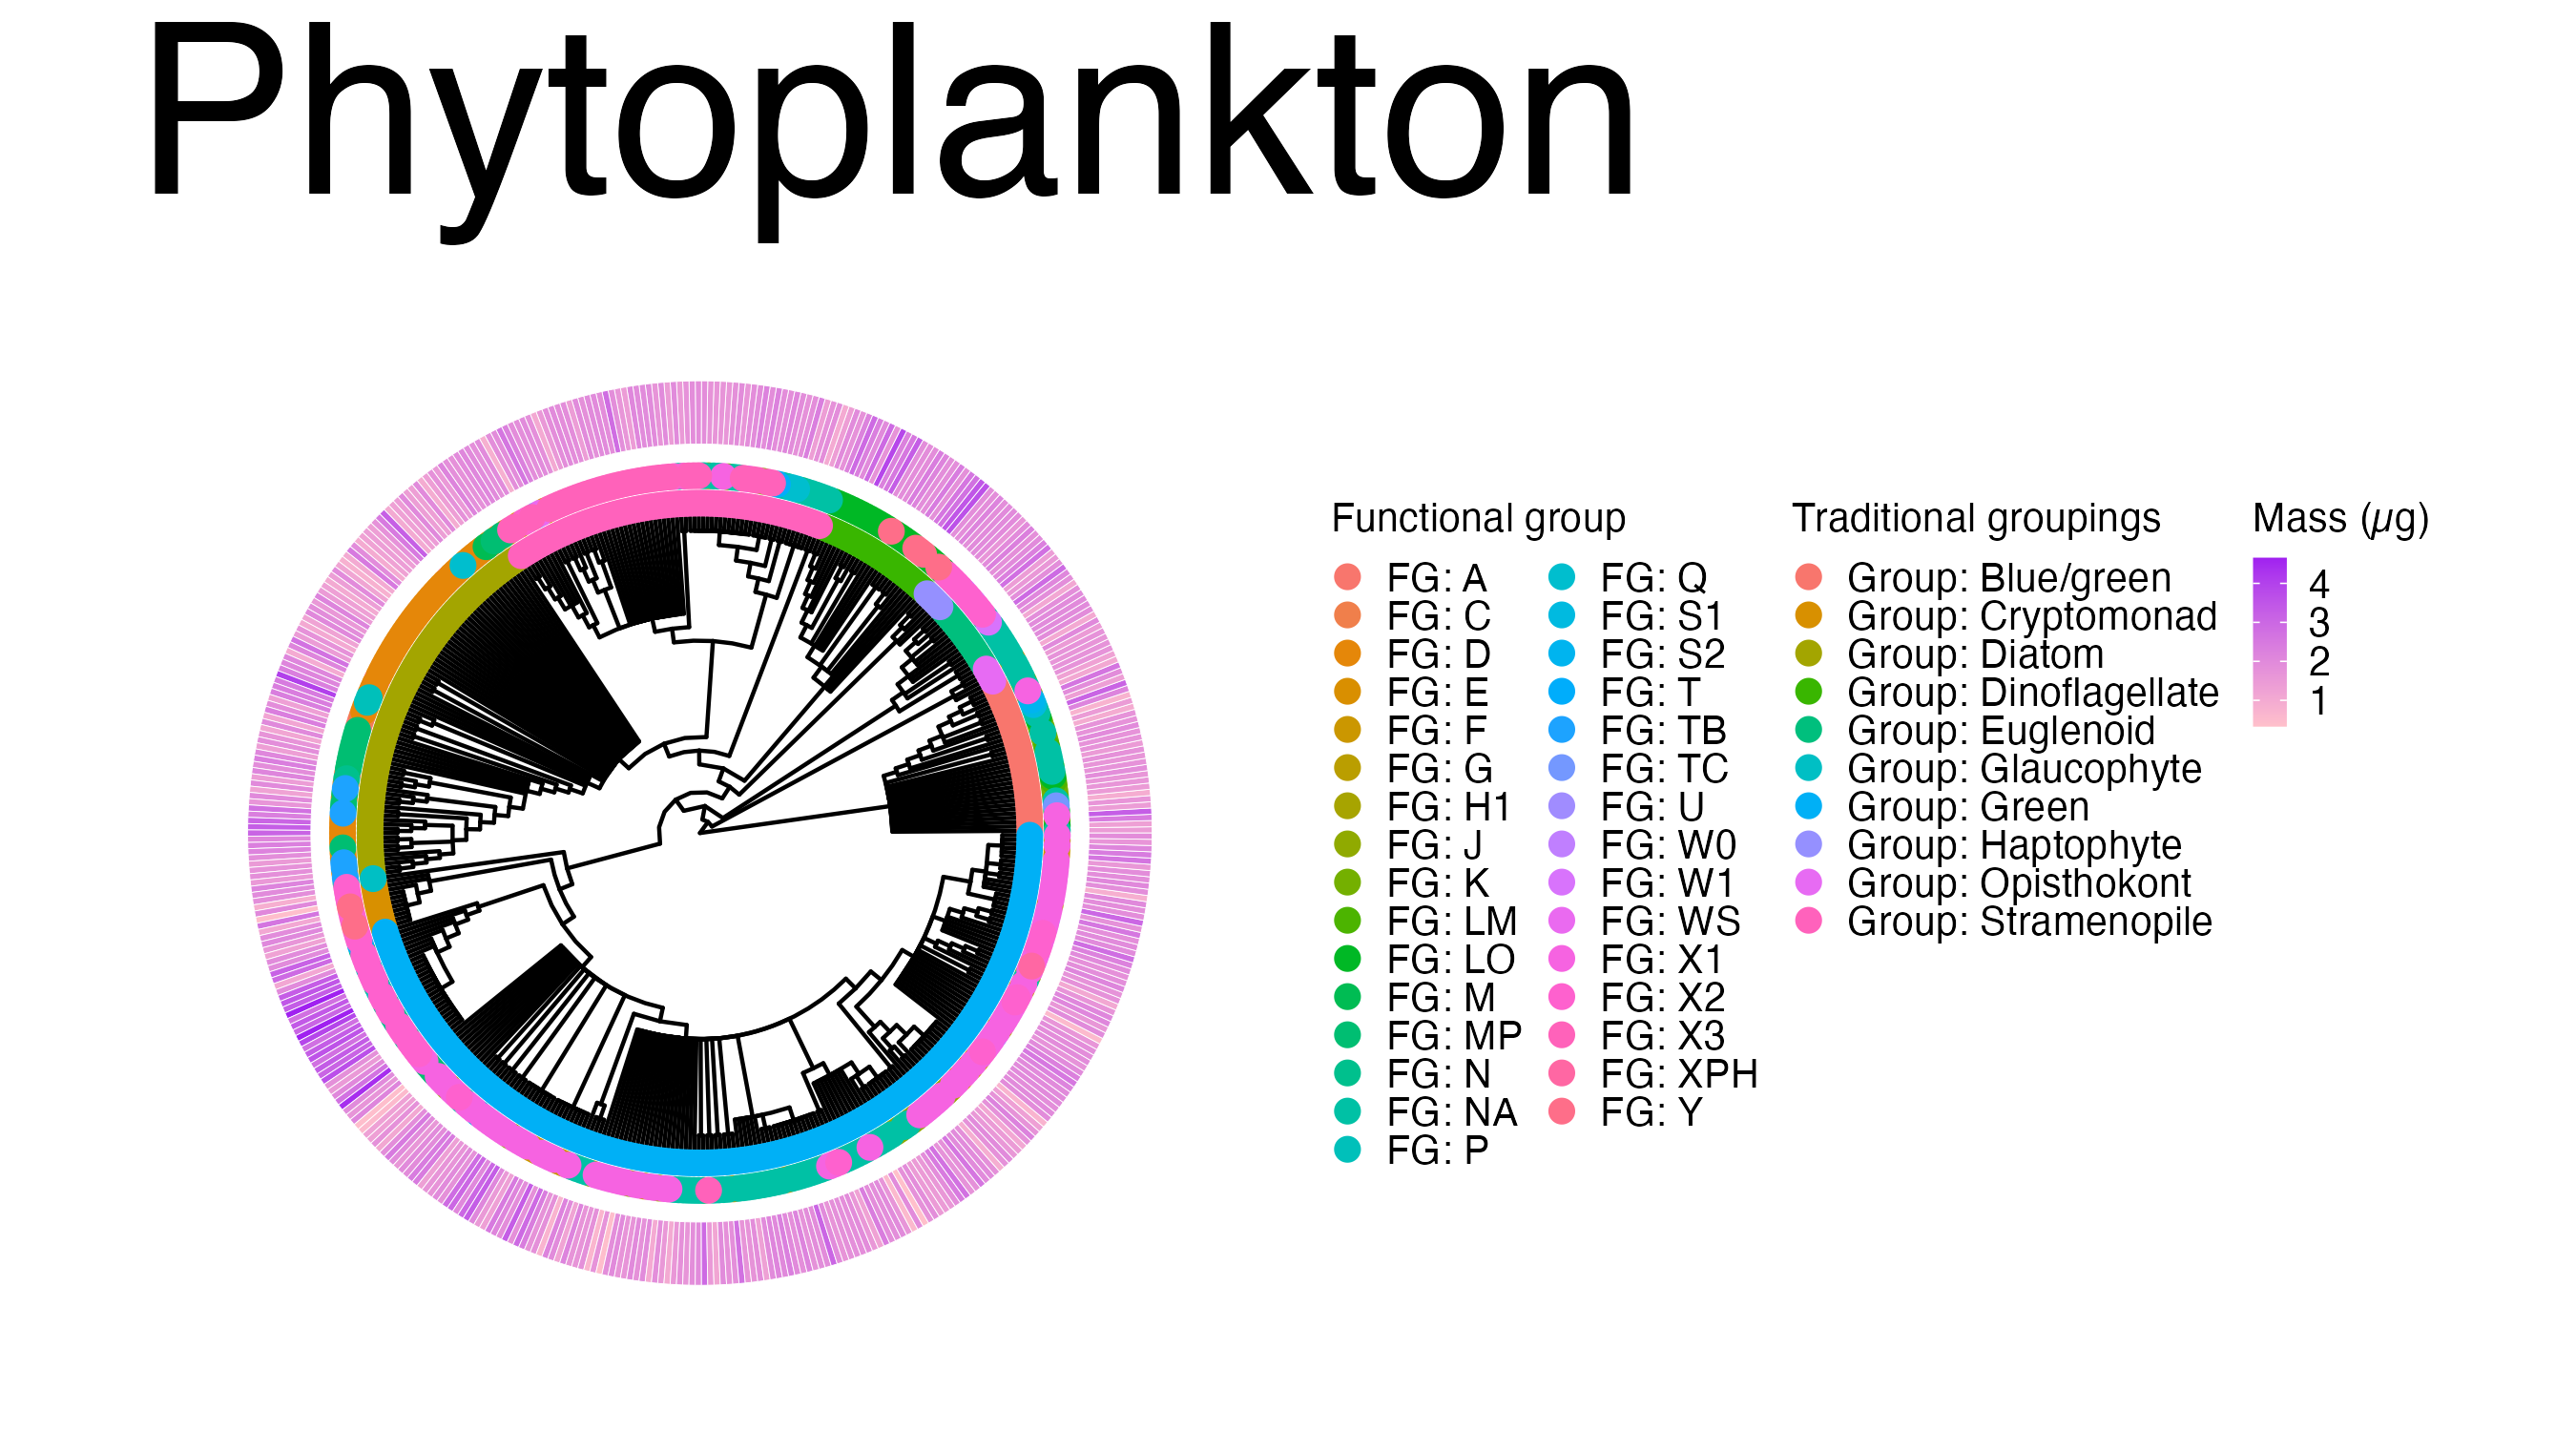 Phytoplankton
Functional group
FG: A
FG: C
FG: D
FG: E
FG: F
FG: G
FG: H1
FG: J
FG: K
FG: LM
FG: LO
FG: M
FG: MP
FG: N
FG: NA
FG: P
FG: Q
FG: S1
FG: S2
FG: T
FG: TB
FG: TC
FG: U
FG: W0
FG: W1
FG: WS
FG: X1
FG: X2
FG: X3
FG: XPH
FG: Y
Traditional groupings
Group: Blue/green
Group: Cryptomonad
Group: Diatom
Group: Dinoflagellate
Group: Euglenoid
Group: Glaucophyte
Group: Green
Group: Haptophyte
Group: Opisthokont
Group: Stramenopile
Mass (μg)
4
3
2
1